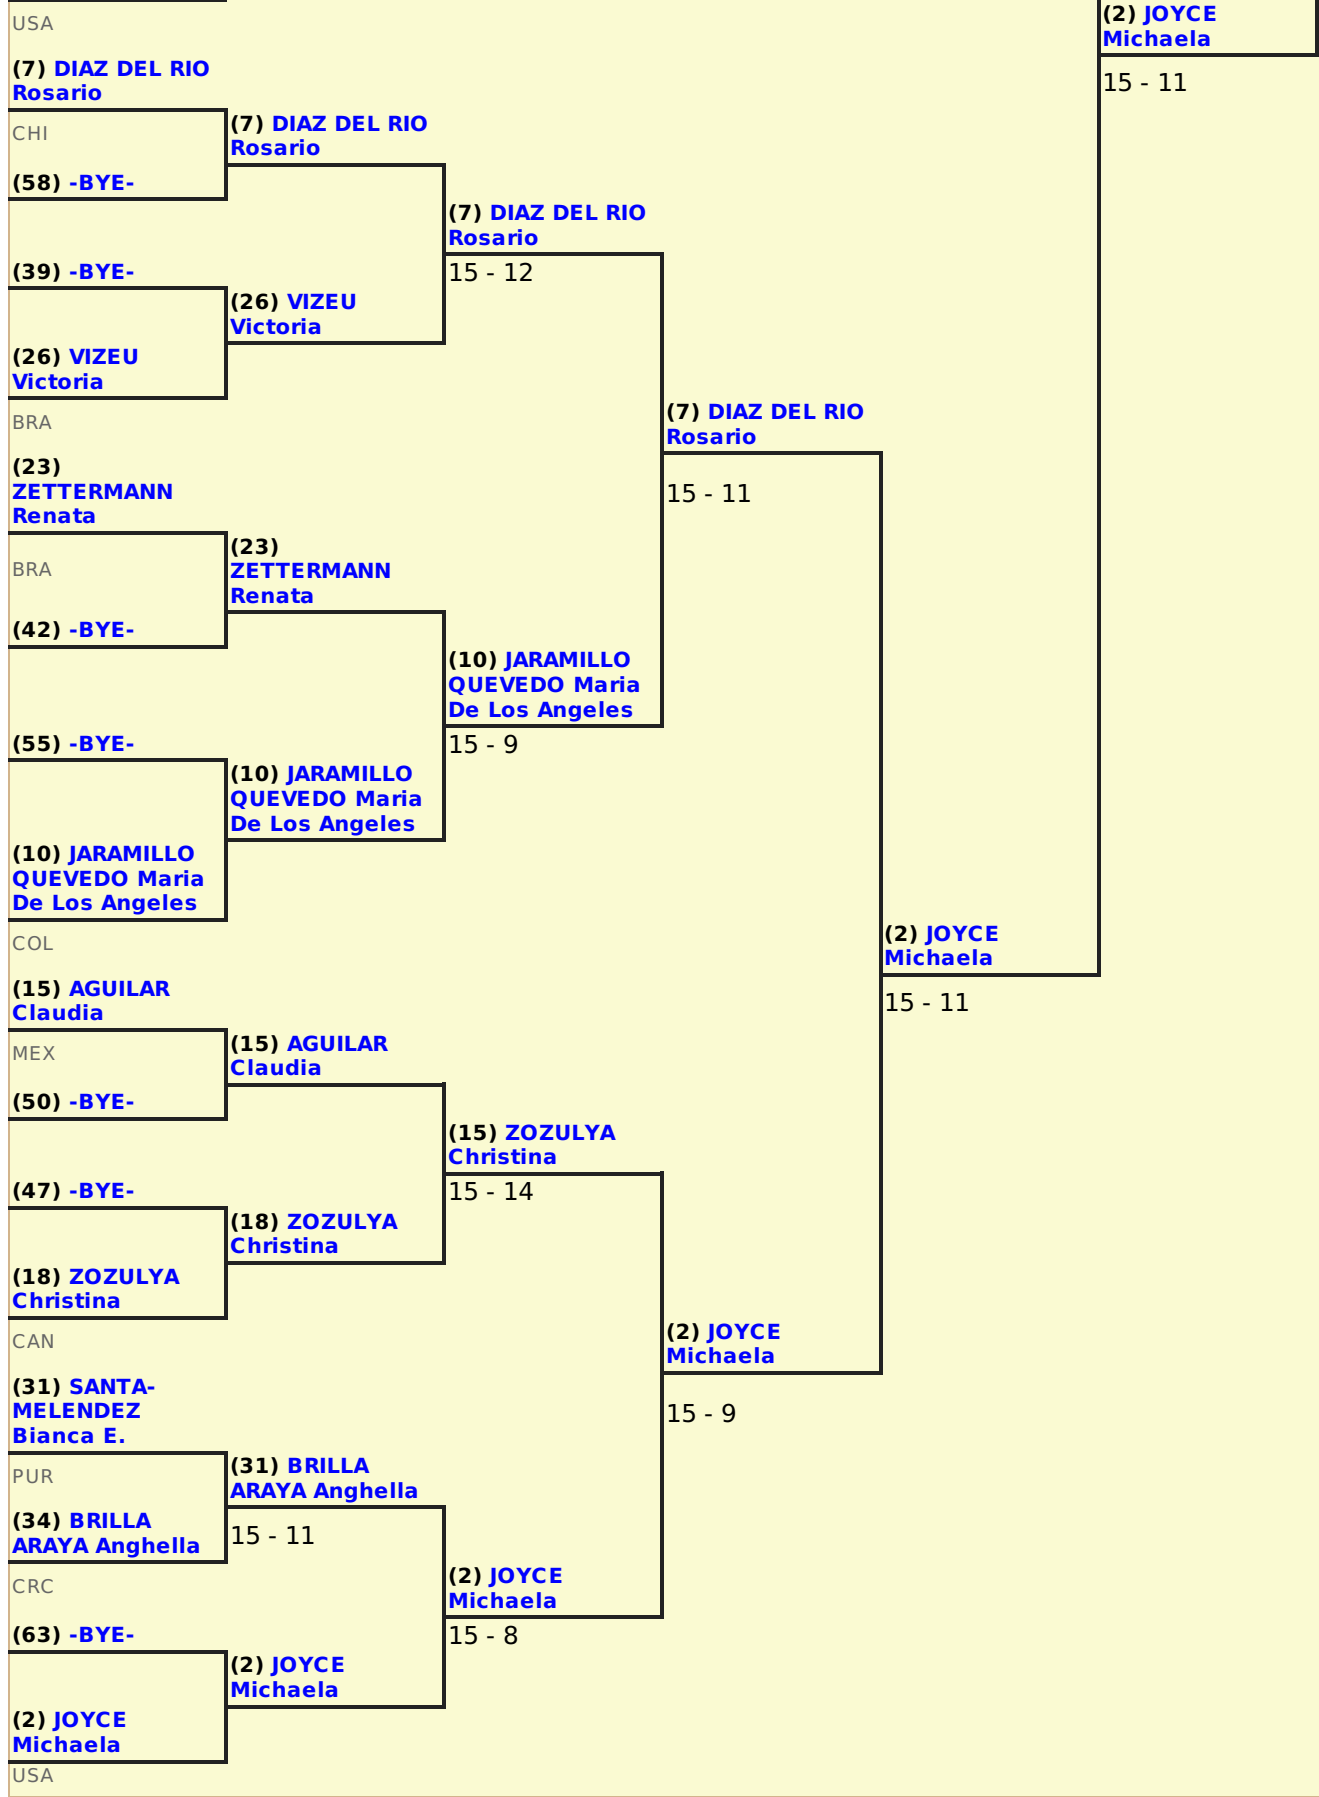 USA
(7) DIAZ DEL RIO
Rosario
CHI
(58) -BYE-
(39) -BYE-
(26) VIZEU
Victoria
BRA
(23)
ZETTERMANN
Renata
BRA
(42) -BYE-
(55) -BYE-
(10) JARAMILLO
QUEVEDO Maria
De Los Angeles
COL
(15) AGUILAR
Claudia
MEX
(50) -BYE-
(47) -BYE-
(18) ZOZULYA
Christina
CAN
(31) SANTA-
MELENDEZ
Bianca E.
PUR
(34) BRILLA
ARAYA Anghella
CRC
(63) -BYE-
(2) JOYCE
Michaela
USA
(7) DIAZ DEL RIO
Rosario
(26) VIZEU
Victoria
(23)
ZETTERMANN
Renata
(10) JARAMILLO
QUEVEDO Maria
De Los Angeles
(15) AGUILAR
Claudia
(18) ZOZULYA
Christina
(31) BRILLA
ARAYA Anghella
15 - 11
(2) JOYCE
Michaela
(7) DIAZ DEL RIO
Rosario
15 - 12
(10) JARAMILLO
QUEVEDO Maria
De Los Angeles
15 - 9
(15) ZOZULYA
Christina
15 - 14
(2) JOYCE
Michaela
15 - 8
(7) DIAZ DEL RIO
Rosario
15 - 11
(2) JOYCE
Michaela
15 - 9
(2) JOYCE
Michaela
15 - 11
(2) JOYCE
Michaela
15 - 11